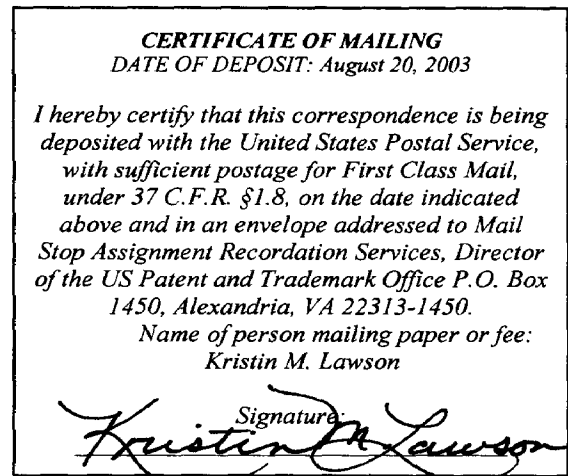 CERTIFICATE OF MAILING
DATE OF DEPOSIT: August 20, 2003
I hereby certify that this correspondence is being
deposited with the United States Postal Service,
with sufficient postage for First Class Mail,
under 37 C.F.R. §1.8, on the date indicated
above and in an envelope addressed to Mail
Stop Assignment Recordation Services, Director
of the US Patent and Trademark Office P.O. Box
1450, Alexandria, VA 22313-1450.
Name of person mailing paper or fee:
Kristin M. Lawson
Signature:
Kristin M Lawson